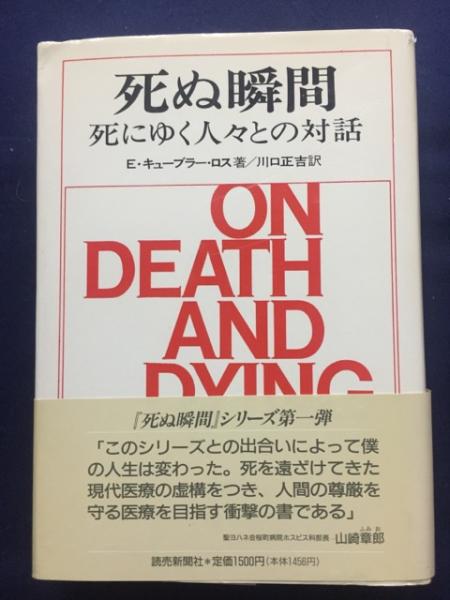 死ぬ瞬間
死にゆく人々との対話
E・キューブラー・ロス著／川口正吉訳
ON
DEATH
AND
DYING
『死ぬ瞬間』シリーズ第一弾
「このシリーズとの出合いによって僕
の人生は変わった。死を遠ざけてきた
現代医療の虚構をつき、人間の尊厳を
守る医療を目指す衝撃の書である」
ふみ お
聖ヨハネ会桜町病院ホスピス科部長―山崎章郎
読売新聞社*定価1500円(本体1456円)